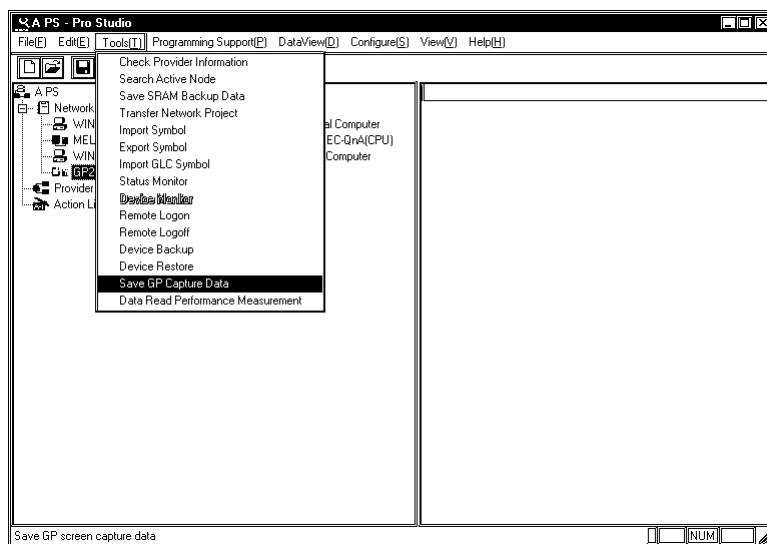 A PS - Pro Studio
File(F) Edit(E) Tools(T) Programming Support(P) DataView(D) Configure(S) View(V) Help(H)
Check Provider Information
Search Active Node
Save SRAM Backup Data
Transfer Network Project
Import Symbol
Export Symbol
Import GLC Symbol
Status Monitor
Device Monitor
Remote Logon
Remote Logoff
Device Backup
Device Restore
Save GP Capture Data
Data Read Performance Measurement
A PS
Network
WIN al Computer
MEL EC-QnA(CPU)
WIN Computer
GP2
Provider
Action Li
Save GP screen capture data
NUM